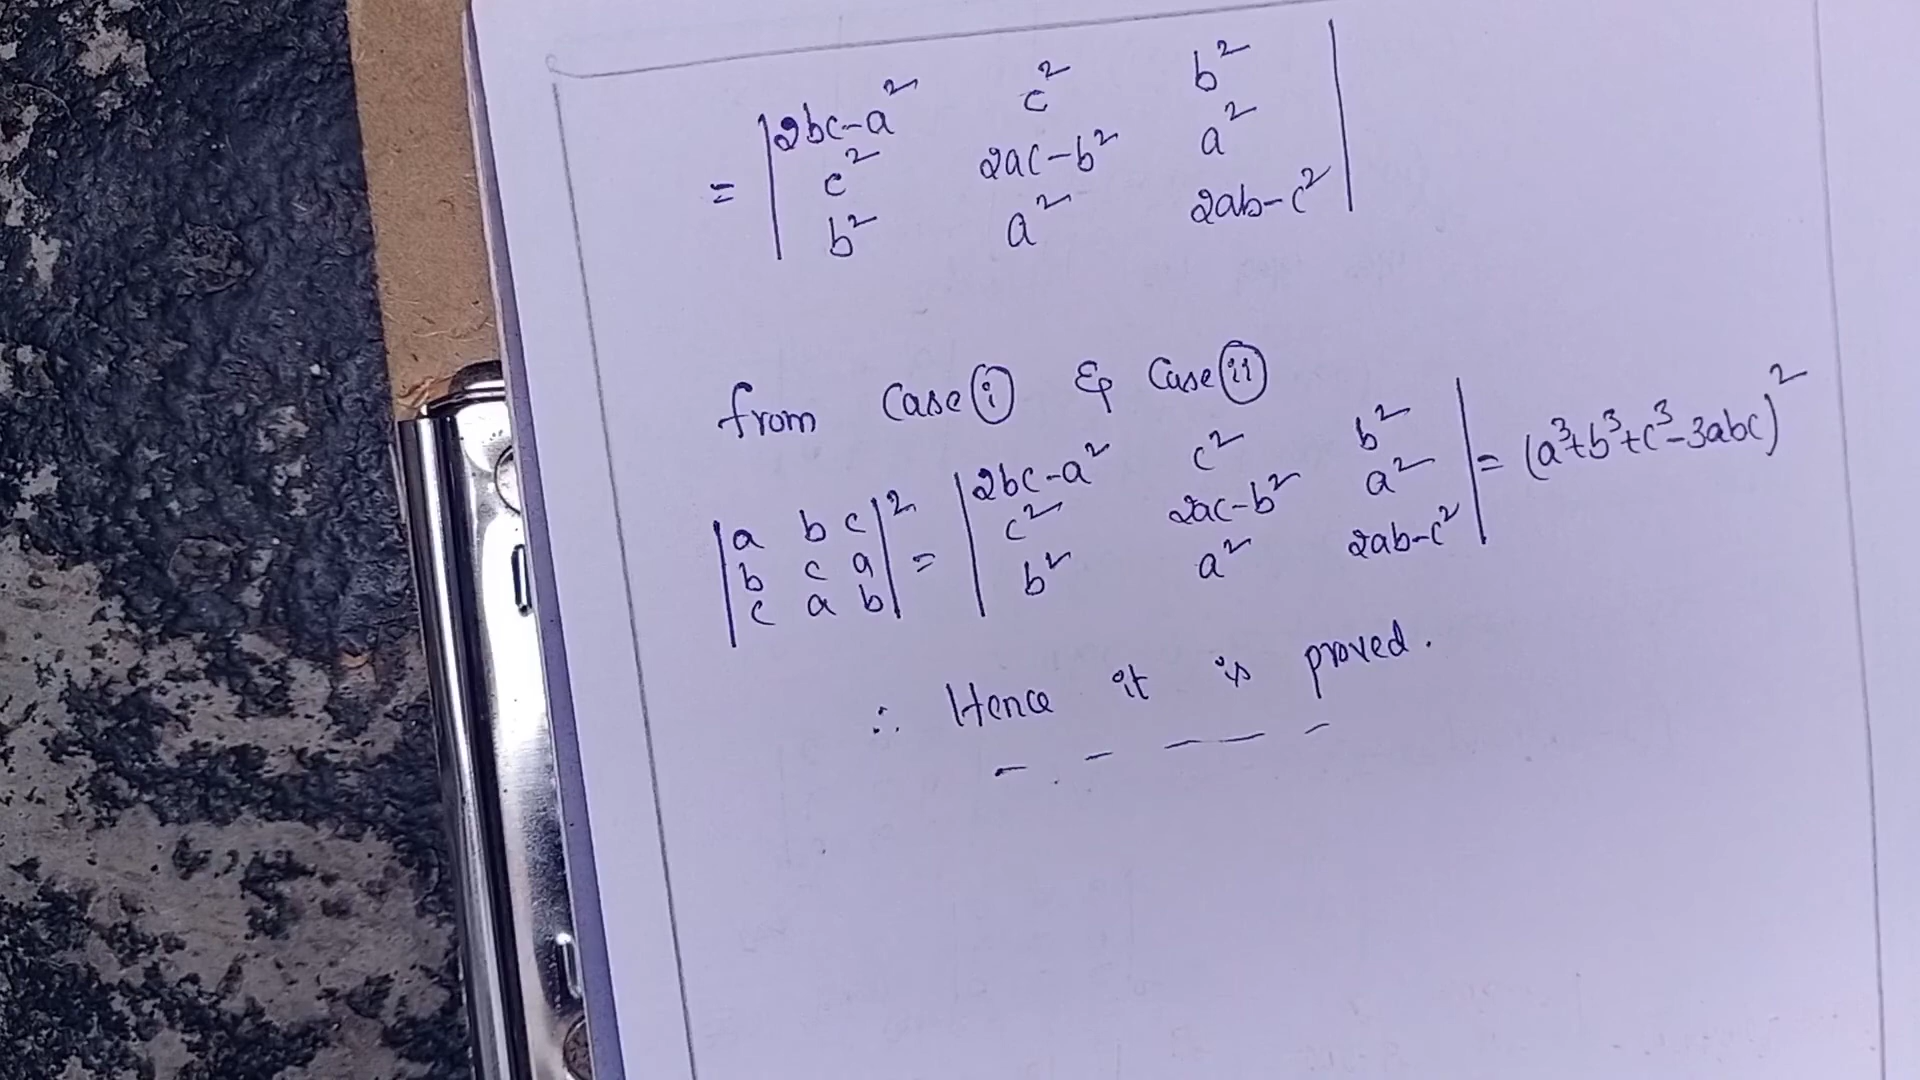 = | 2bc-a² c² b² |
| c² 2ac-b² a² |
| b² a² 2ab-c² |
from Case (i) & Case (ii)
| a b c |² = | 2bc-a² c² b² | = (a³+b³+c³-3abc)²
| b c a | | c² 2ac-b² a² |
| c a b | | b² a² 2ab-c² |
∴ Hence it is proved.